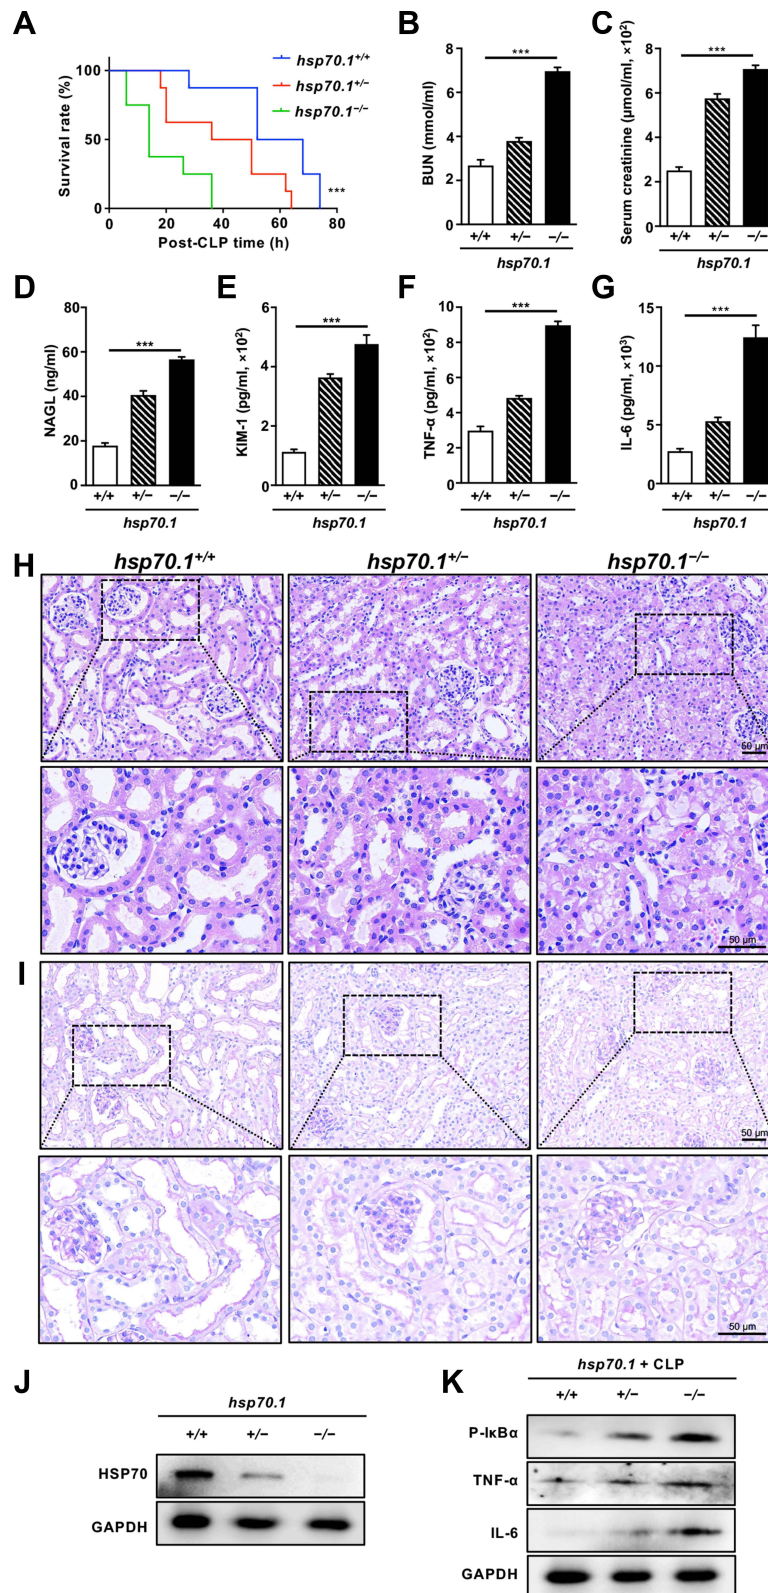 A
hsp70.1+/+
hsp70.1+/−
hsp70.1−/−
Survival rate (%)
100
50
0
0 20 40 60 80
Post-CLP time (h)
***
B
BUN (mmol/ml)
8
6
4
2
0
***
+/+ +/− −/−
hsp70.1
C
Serum creatinine (μmol/ml, ×10²)
8
6
4
2
0
***
+/+ +/− −/−
hsp70.1
D
NAGL (ng/ml)
80
60
40
20
0
***
+/+ +/− −/−
hsp70.1
E
KIM-1 (pg/ml, ×10²)
6
4
2
0
***
+/+ +/− −/−
hsp70.1
F
TNF-α (pg/ml, ×10²)
10
8
6
4
2
0
***
+/+ +/− −/−
hsp70.1
G
IL-6 (pg/ml, ×10³)
15
10
5
0
***
+/+ +/− −/−
hsp70.1
H
hsp70.1+/+ hsp70.1+/− hsp70.1−/−
50 μm
50 μm
I
50 μm
50 μm
J
hsp70.1
+/+ +/− −/−
HSP70
GAPDH
K
hsp70.1 + CLP
+/+ +/− −/−
P-IκBα
TNF-α
IL-6
GAPDH